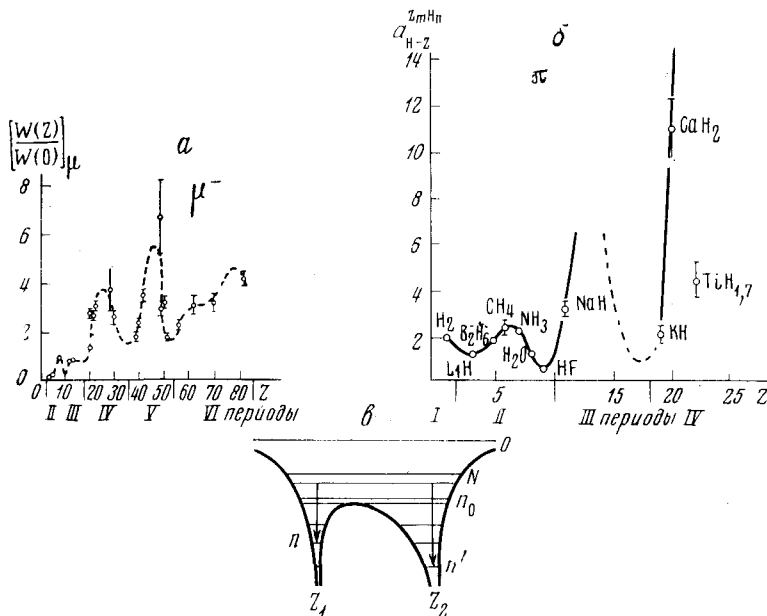 a^{ZmHn}_{H-Z}
б
π
14
12
10
8
6
4
2
CaH₂
TiH₁,₇
KH
NaH
CH₄
NH₃
H₂
B₂H₆
H₂O
LiH
HF
5
15
20
25
Z
I
II
III периоды IV
[W(Z)/W(0)]μ
а
μ⁻
8
6
4
2
0
0 10 20 30 40 50 60 70 80 Z
II III IV V VI периоды
в
0
N
n₀
n
n'
Z₁
Z₂